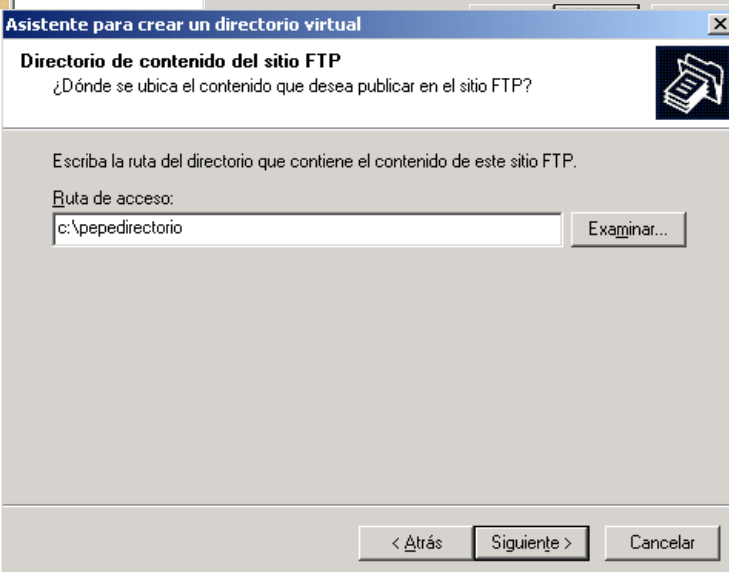 Asistente para crear un directorio virtual
Directorio de contenido del sitio FTP
¿Dónde se ubica el contenido que desea publicar en el sitio FTP?
Escriba la ruta del directorio que contiene el contenido de este sitio FTP.
Ruta de acceso:
c:\pepedirectorio
Examinar...
< Atrás
Siguiente >
Cancelar